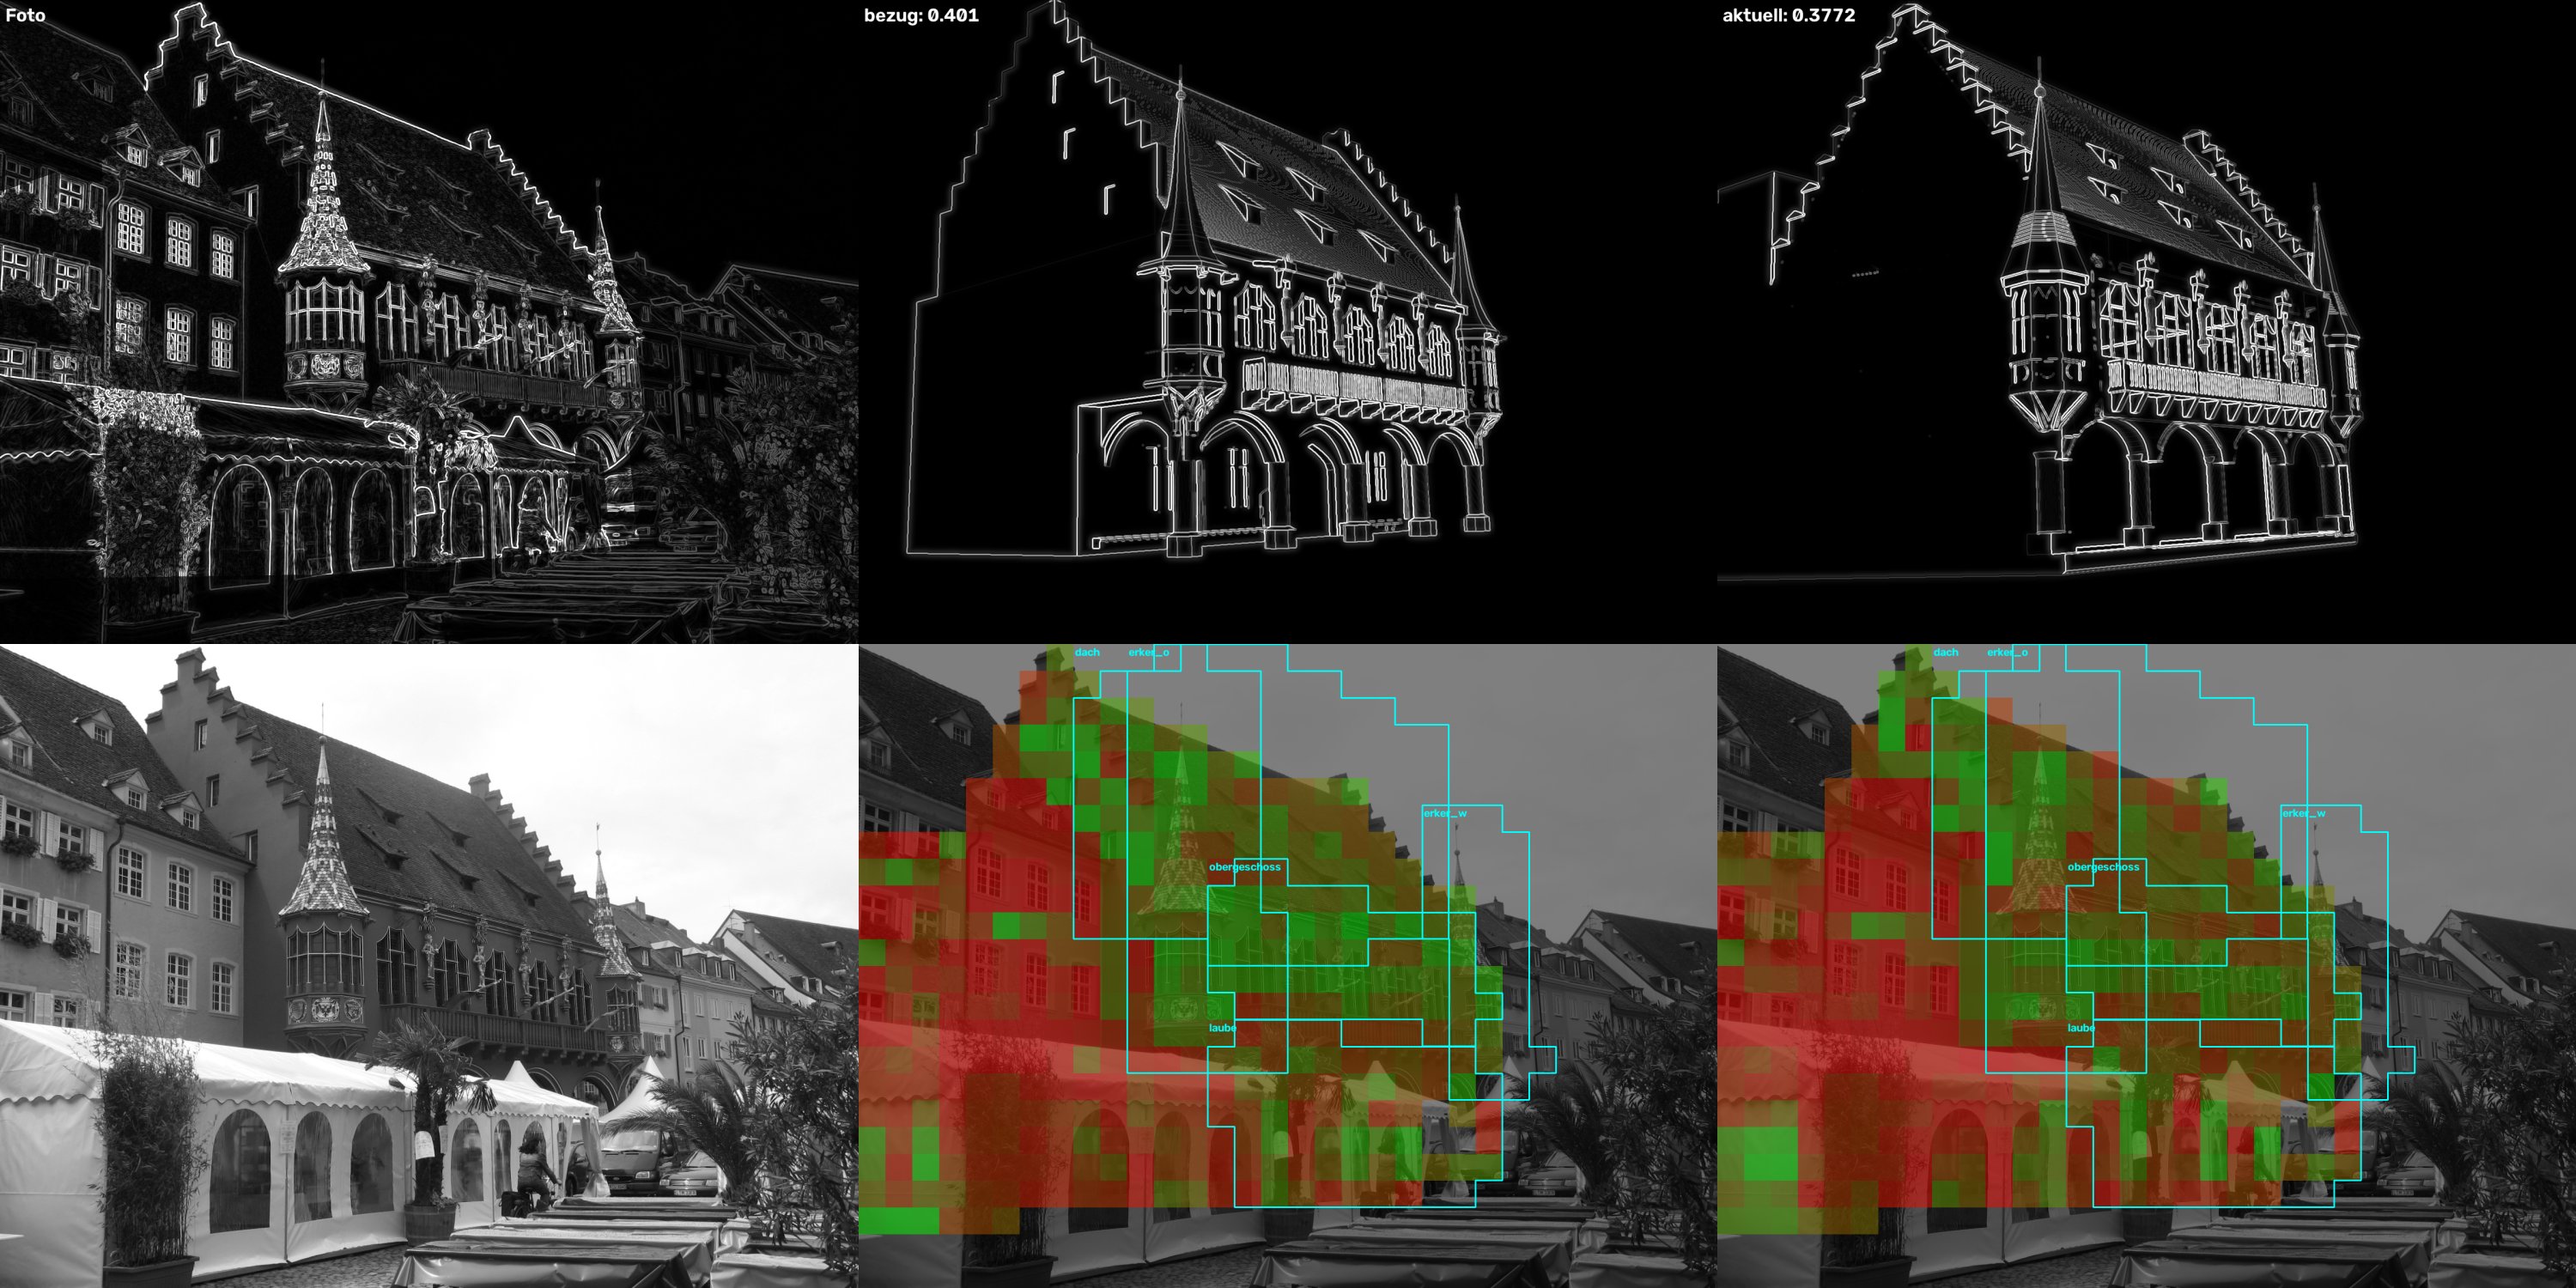 Foto
bezug: 0.401
aktuell: 0.3772
dach
erker_o
erker_w
obergeschoss
laube
dach
erker_o
erker_w
obergeschoss
laube